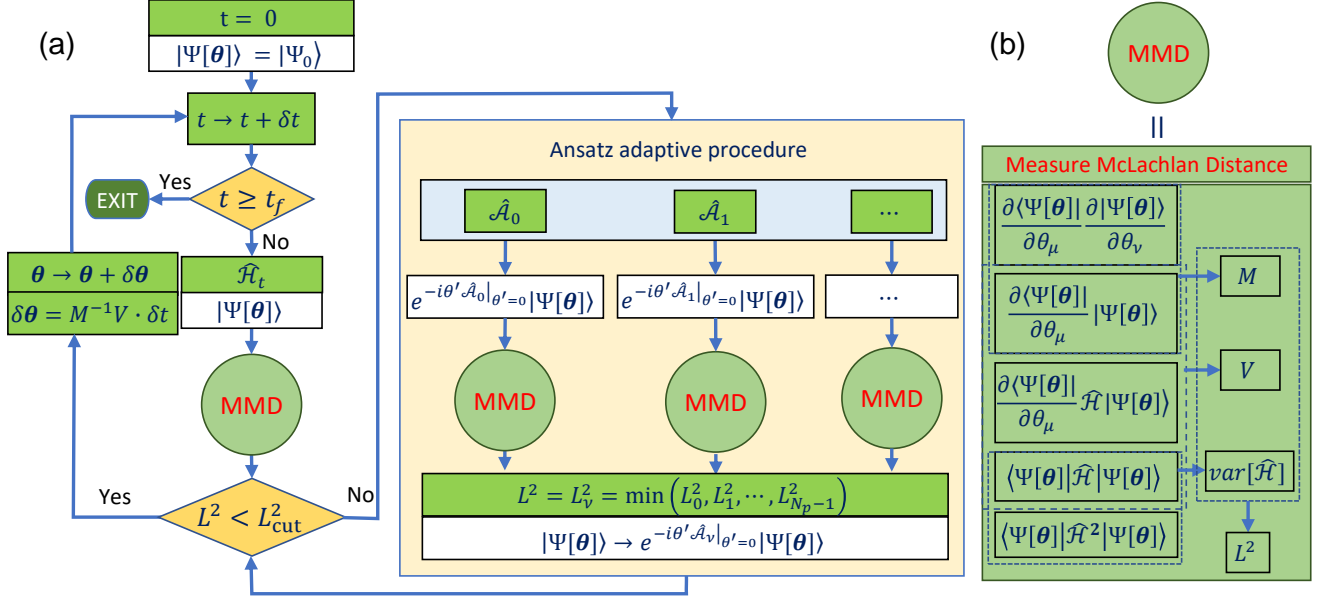 (a)
t = 0
|Ψ[θ]⟩ = |Ψ₀⟩
t → t + δt
Yes
EXIT
t ≥ t_f
No
θ → θ + δθ
δθ = M⁻¹V · δt
Ĥ_t
|Ψ[θ]⟩
MMD
Yes
L² < L²_cut
No
Ansatz adaptive procedure
𝒜̂₀
𝒜̂₁
⋯
e^{-iθ′𝒜̂₀}|_{θ′=0}|Ψ[θ]⟩
e^{-iθ′𝒜̂₁}|_{θ′=0}|Ψ[θ]⟩
⋯
MMD
MMD
MMD
L² = L²_ν = min(L²_0, L²_1, ⋯, L²_{N_p−1})
|Ψ[θ]⟩ → e^{-iθ′𝒜̂_ν}|_{θ′=0}|Ψ[θ]⟩
(b)
MMD
=
Measure McLachlan Distance
∂⟨Ψ[θ]|/∂θ_μ ∂|Ψ[θ]⟩/∂θ_ν
∂⟨Ψ[θ]|/∂θ_μ |Ψ[θ]⟩
∂⟨Ψ[θ]|/∂θ_μ Ĥ|Ψ[θ]⟩
⟨Ψ[θ]|Ĥ|Ψ[θ]⟩
⟨Ψ[θ]|Ĥ²|Ψ[θ]⟩
M
V
var[Ĥ]
L²